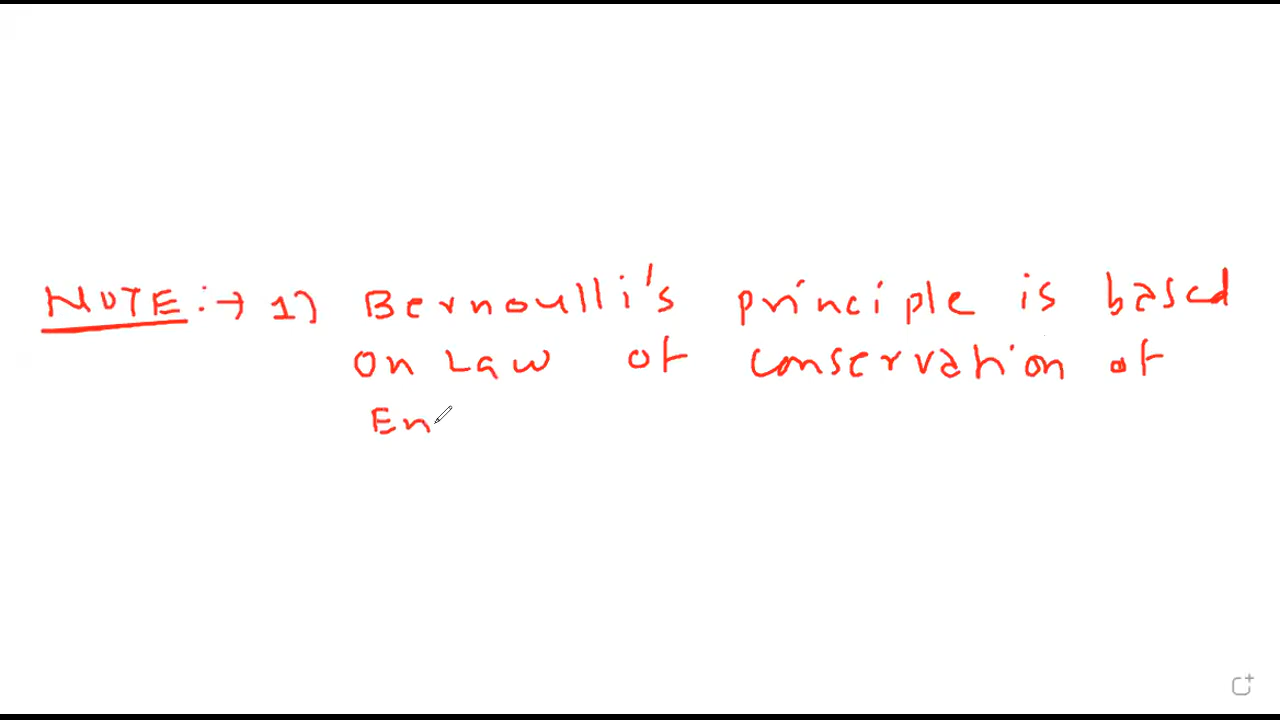 NOTE :→ 1) Bernoulli's principle is based
on Law of conservation of
En